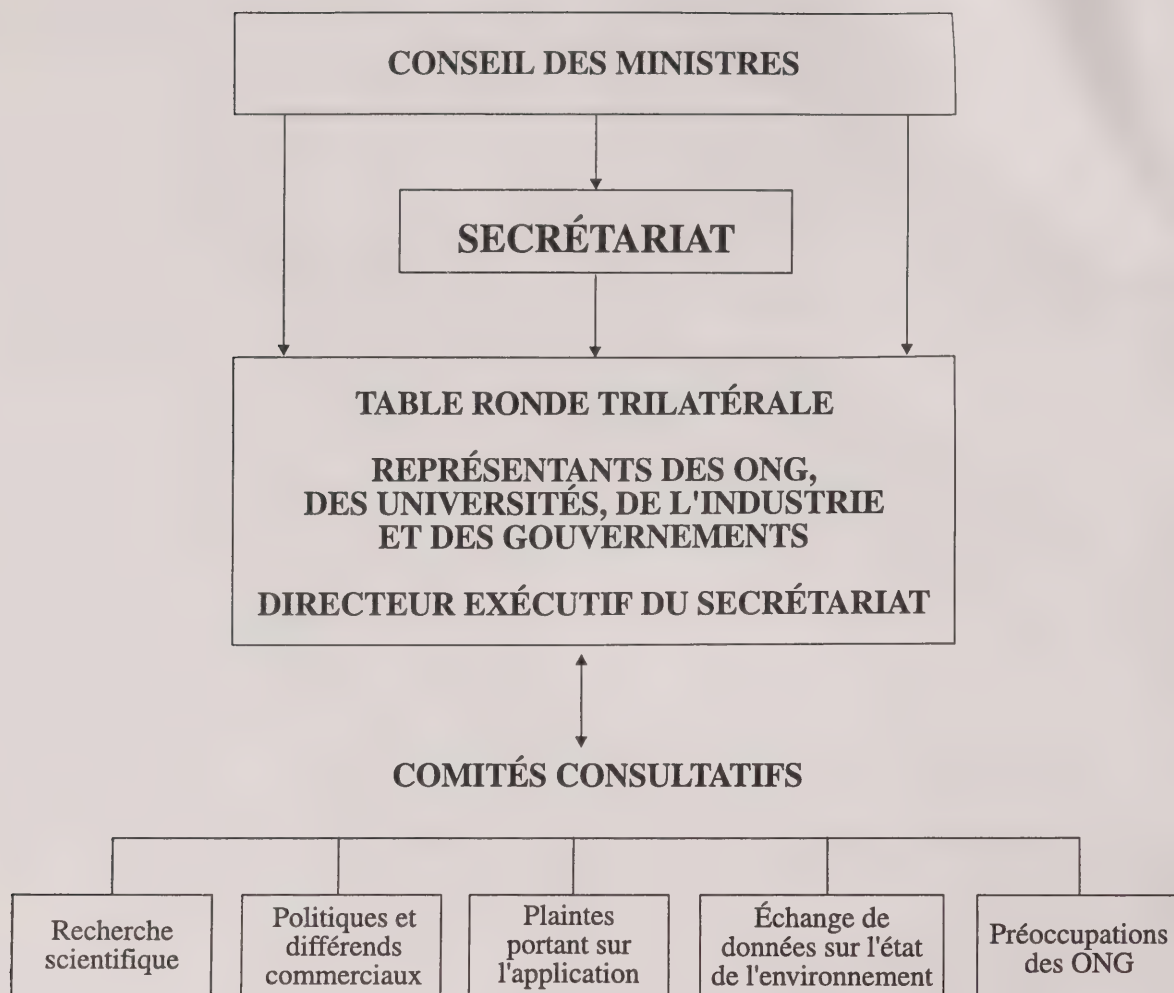 CONSEIL DES MINISTRES
SECRÉTARIAT
TABLE RONDE TRILATÉRALE
REPRÉSENTANTS DES ONG,
DES UNIVERSITÉS, DE L'INDUSTRIE
ET DES GOUVERNEMENTS
DIRECTEUR EXÉCUTIF DU SECRÉTARIAT
COMITÉS CONSULTATIFS
Recherche
scientifique
Politiques et
différends
commerciaux
Plaintes
portant sur
l'application
Échange de
données sur l'état
de l'environnement
Préoccupations
des ONG